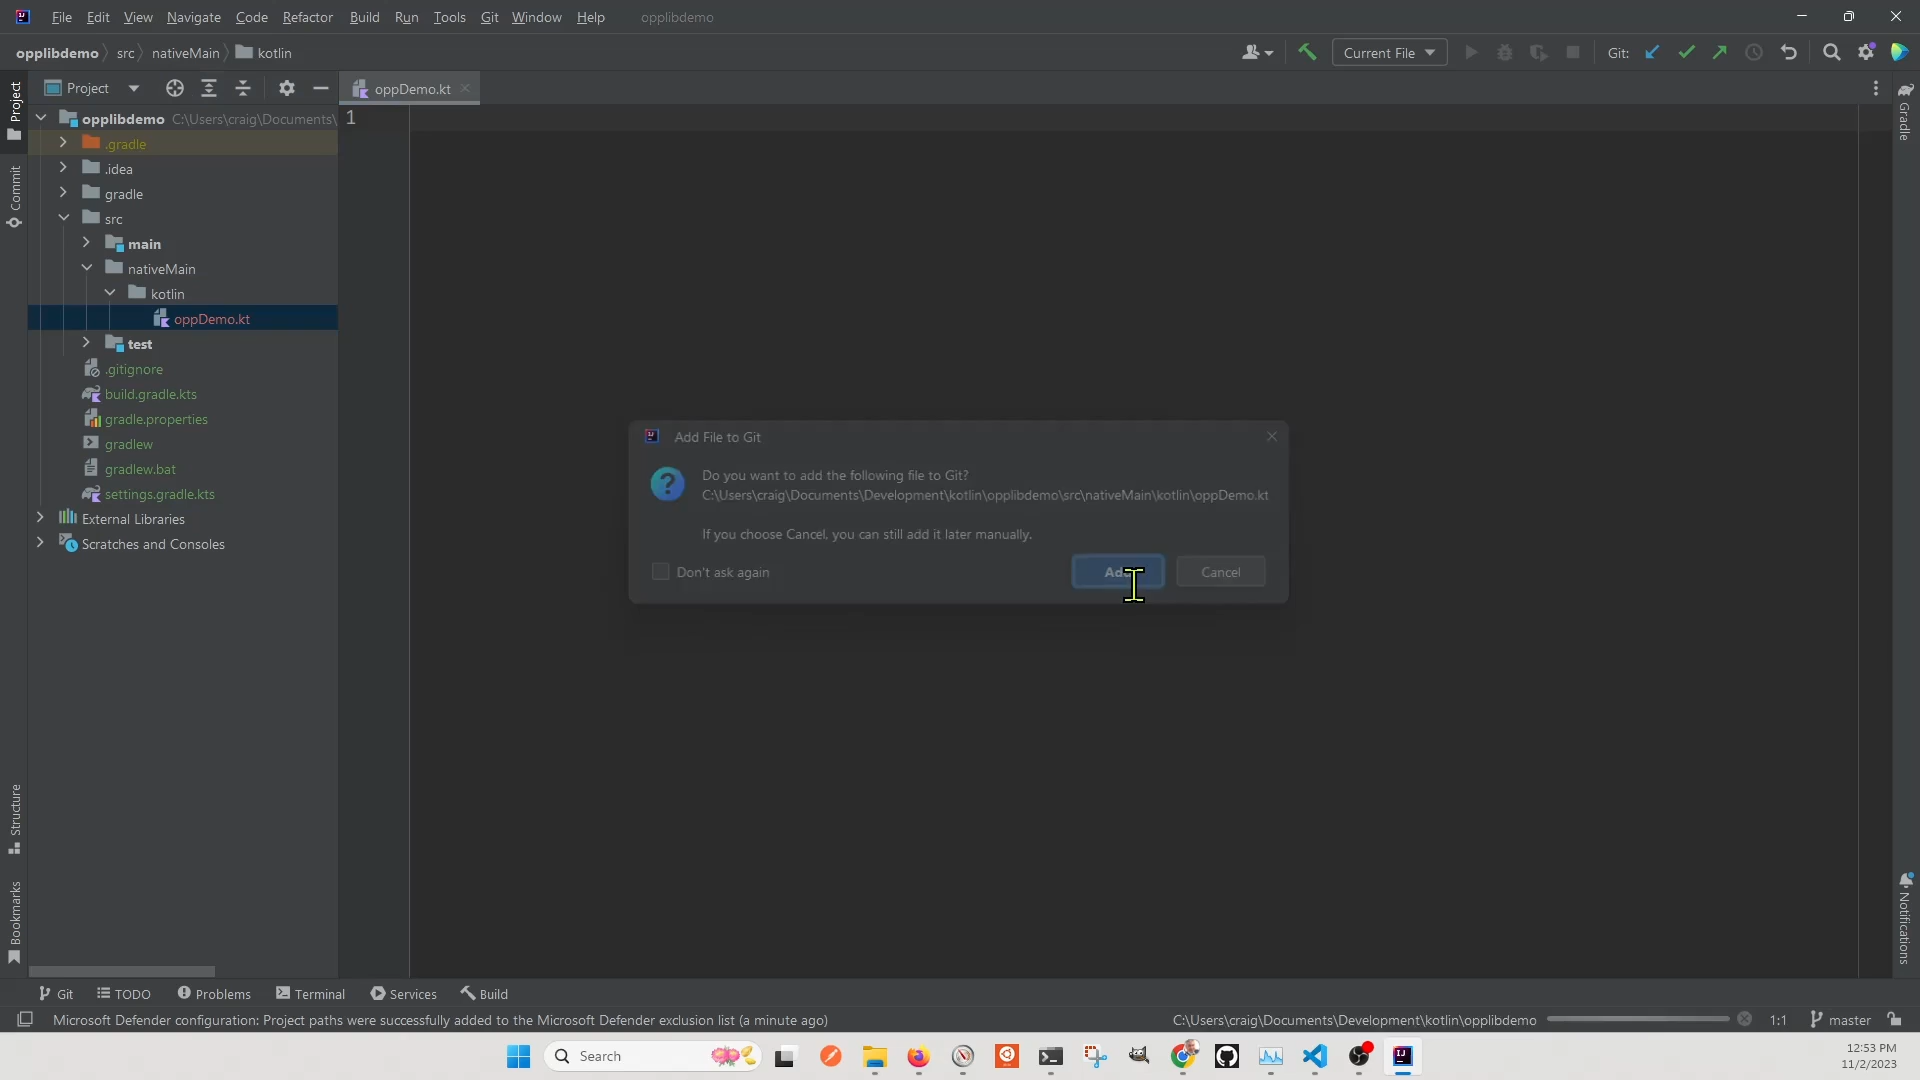 File Edit View Navigate Code Refactor Build Run Tools Git Window Help opplibdemo
opplibdemo src nativeMain kotlin
Current File
Git:
Project
oppDemo.kt
Project
Commit
Structure
Bookmarks
opplibdemo C:\Users\craig\Documents\
.gradle
.idea
gradle
src
main
nativeMain
kotlin
oppDemo.kt
test
.gitignore
build.gradle.kts
gradle.properties
gradlew
gradlew.bat
settings.gradle.kts
External Libraries
Scratches and Consoles
1
Add File to Git
Do you want to add the following file to Git?
C:\Users\craig\Documents\Development\kotlin\opplibdemo\src\nativeMain\kotlin\oppDemo.kt
If you choose Cancel, you can still add it later manually.
Don't ask again
Add
Cancel
Gradle
Notifications
Git TODO Problems Terminal Services Build
Microsoft Defender configuration: Project paths were successfully added to the Microsoft Defender exclusion list (a minute ago)
C:\Users\craig\Documents\Development\kotlin\opplibdemo
1:1
master
Search
12:53 PM
11/2/2023